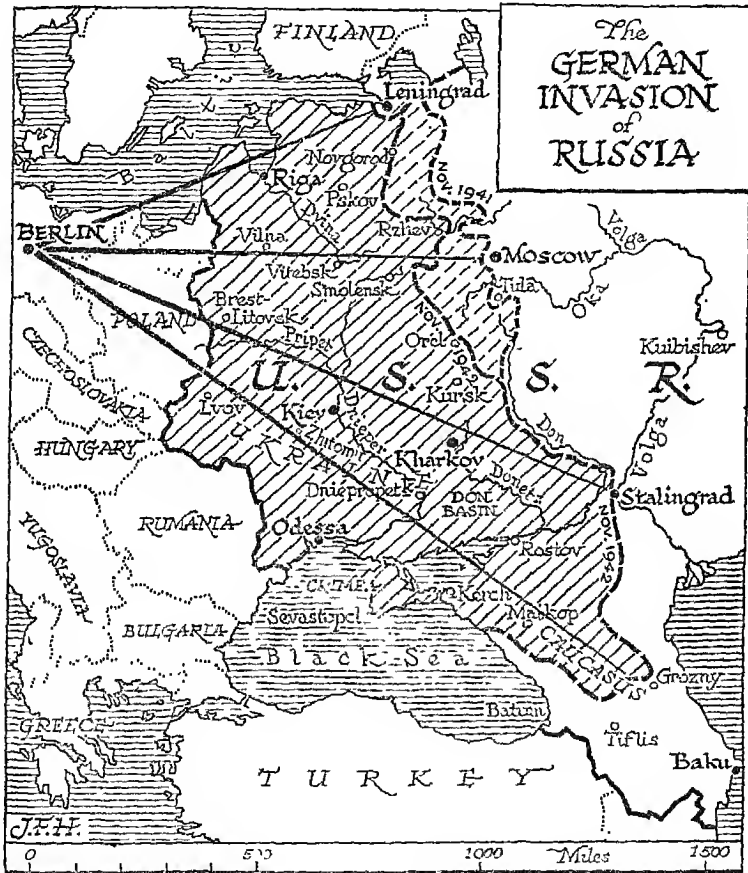 The
GERMAN
INVASION
of
RUSSIA
FINLAND
Leningrad
Novgorod
Riga
Pskov
NOV. 1941
B
Dvina
Rzhev
Volga
BERLIN
Vilna
Moscow
Vitebsk
Smolensk
Tula
Oka
Brest-
Litovsk
POLAND
Pripet
Orel
NOV. 1942
Kuibishev
CZECHOSLOVAKIA
U. S. S. R.
Kursk
Lvov
Kiev
Dnieper
Don
Volga
HUNGARY
Zhitomir
UKRAINE
Kharkov
Donetz
Dniepropets
DON
BASIN
Stalingrad
RUMANIA
NOV. 1942
YUGOSLAVIA
Odessa
Rostov
CRIMEA
Kerch
Sevastopol
Maikop
BULGARIA
CAUCASUS
Black Sea
Grozny
GREECE
Batum
Tiflis
Baku
TURKEY
J.F.H.
0 500 1000 Miles 1500